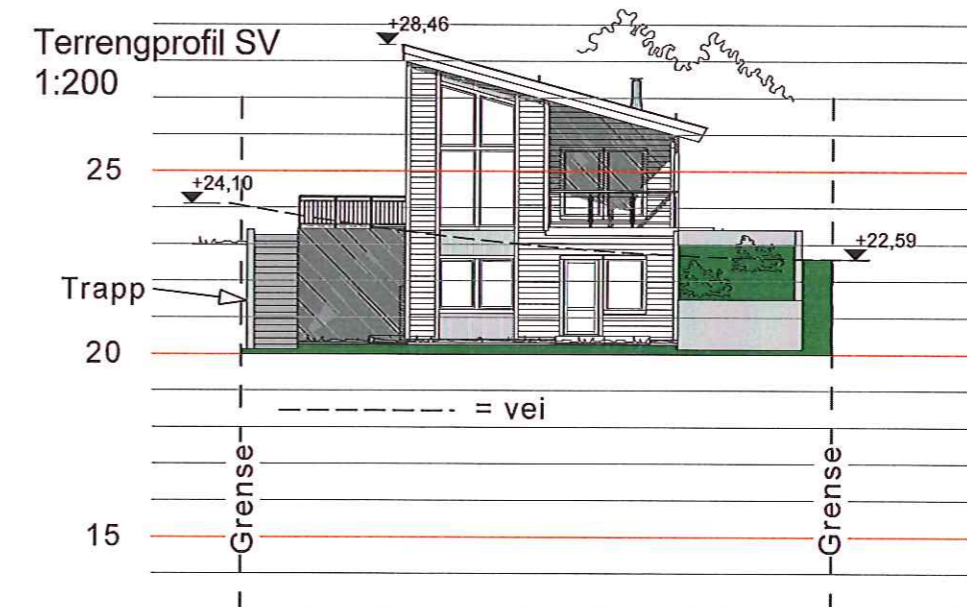 Terrengprofil SV
1:200
+28,46
25
+24,10
+22,59
Trapp
20
= vei
Grense
Grense
15